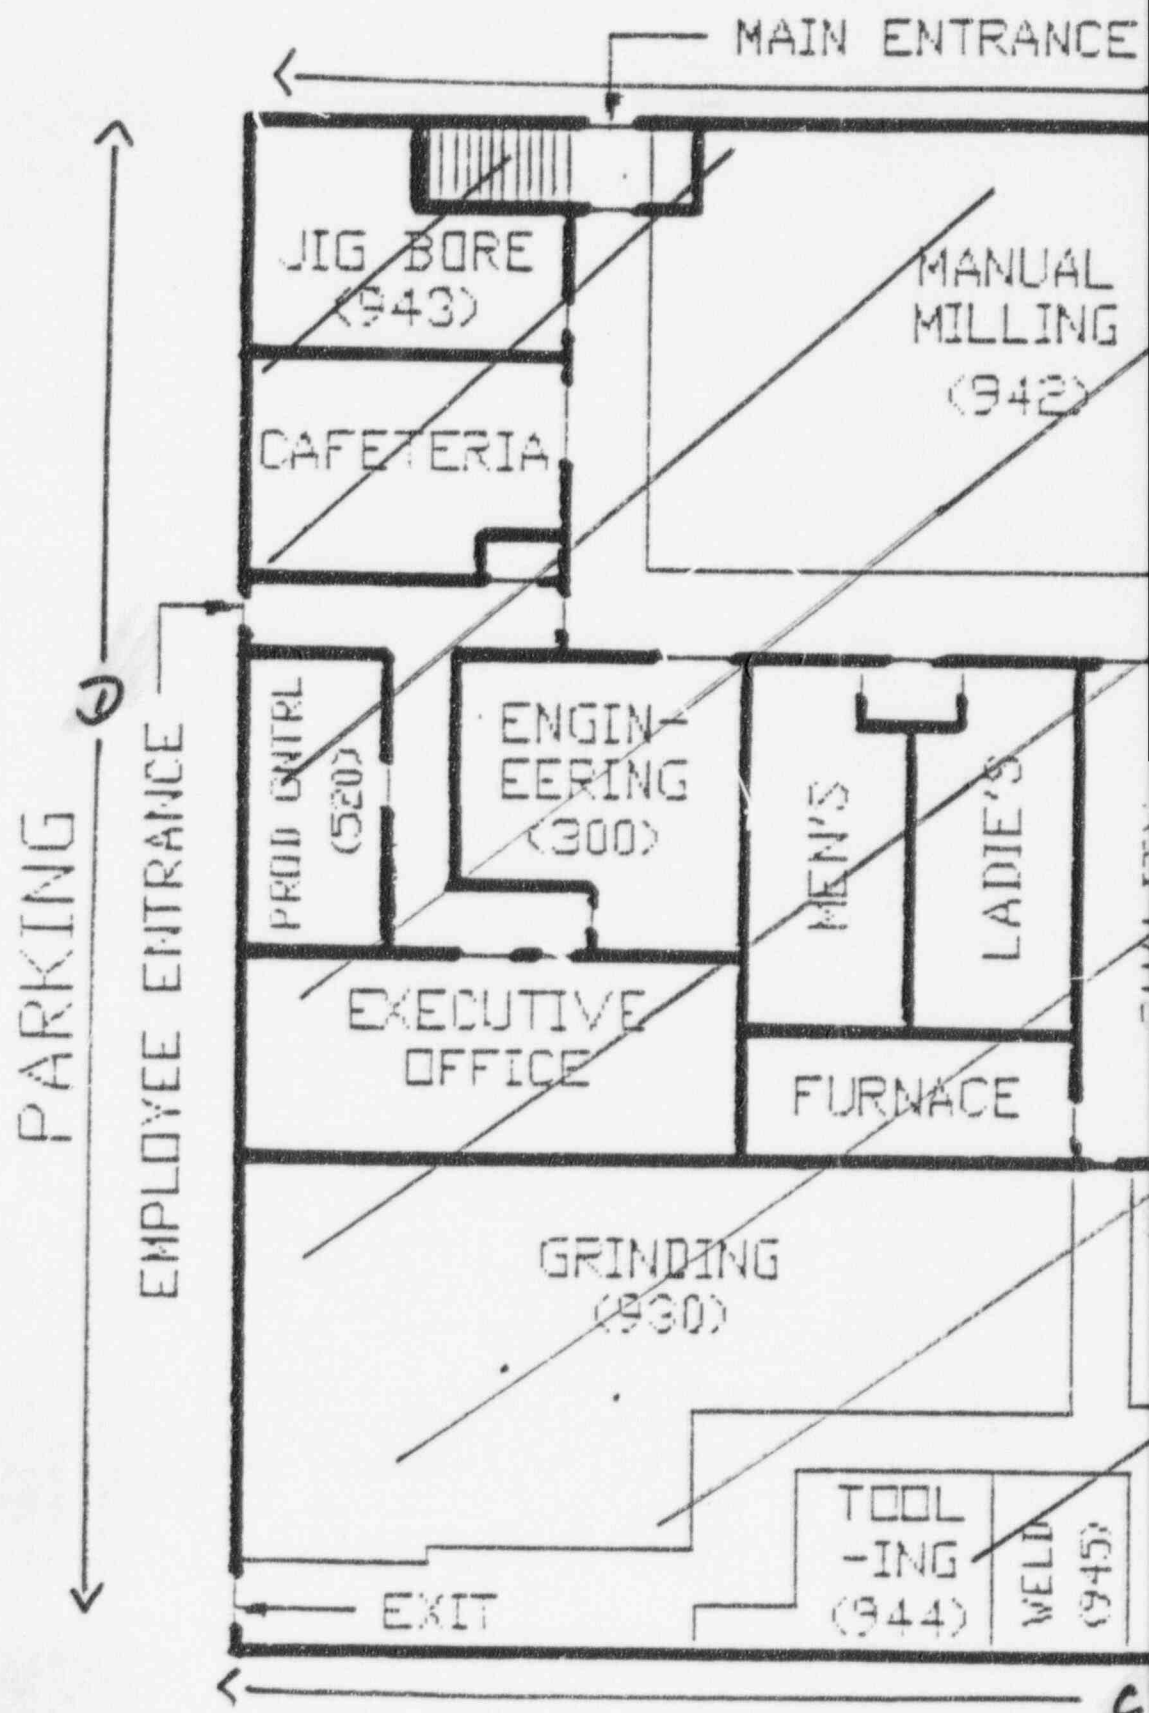 MAIN ENTRANCE
JIG BORE
(943)
MANUAL
MILLING
(942)
CAFETERIA
D
PARKING
EMPLOYEE ENTRANCE
PROD CNTRL
(520)
ENGIN-
EERING
(300)
MEN'S
LADIE'S
EXECUTIVE
OFFICE
FURNACE
GRINDING
(930)
TOOL
-ING
(944)
WELD
(945)
EXIT